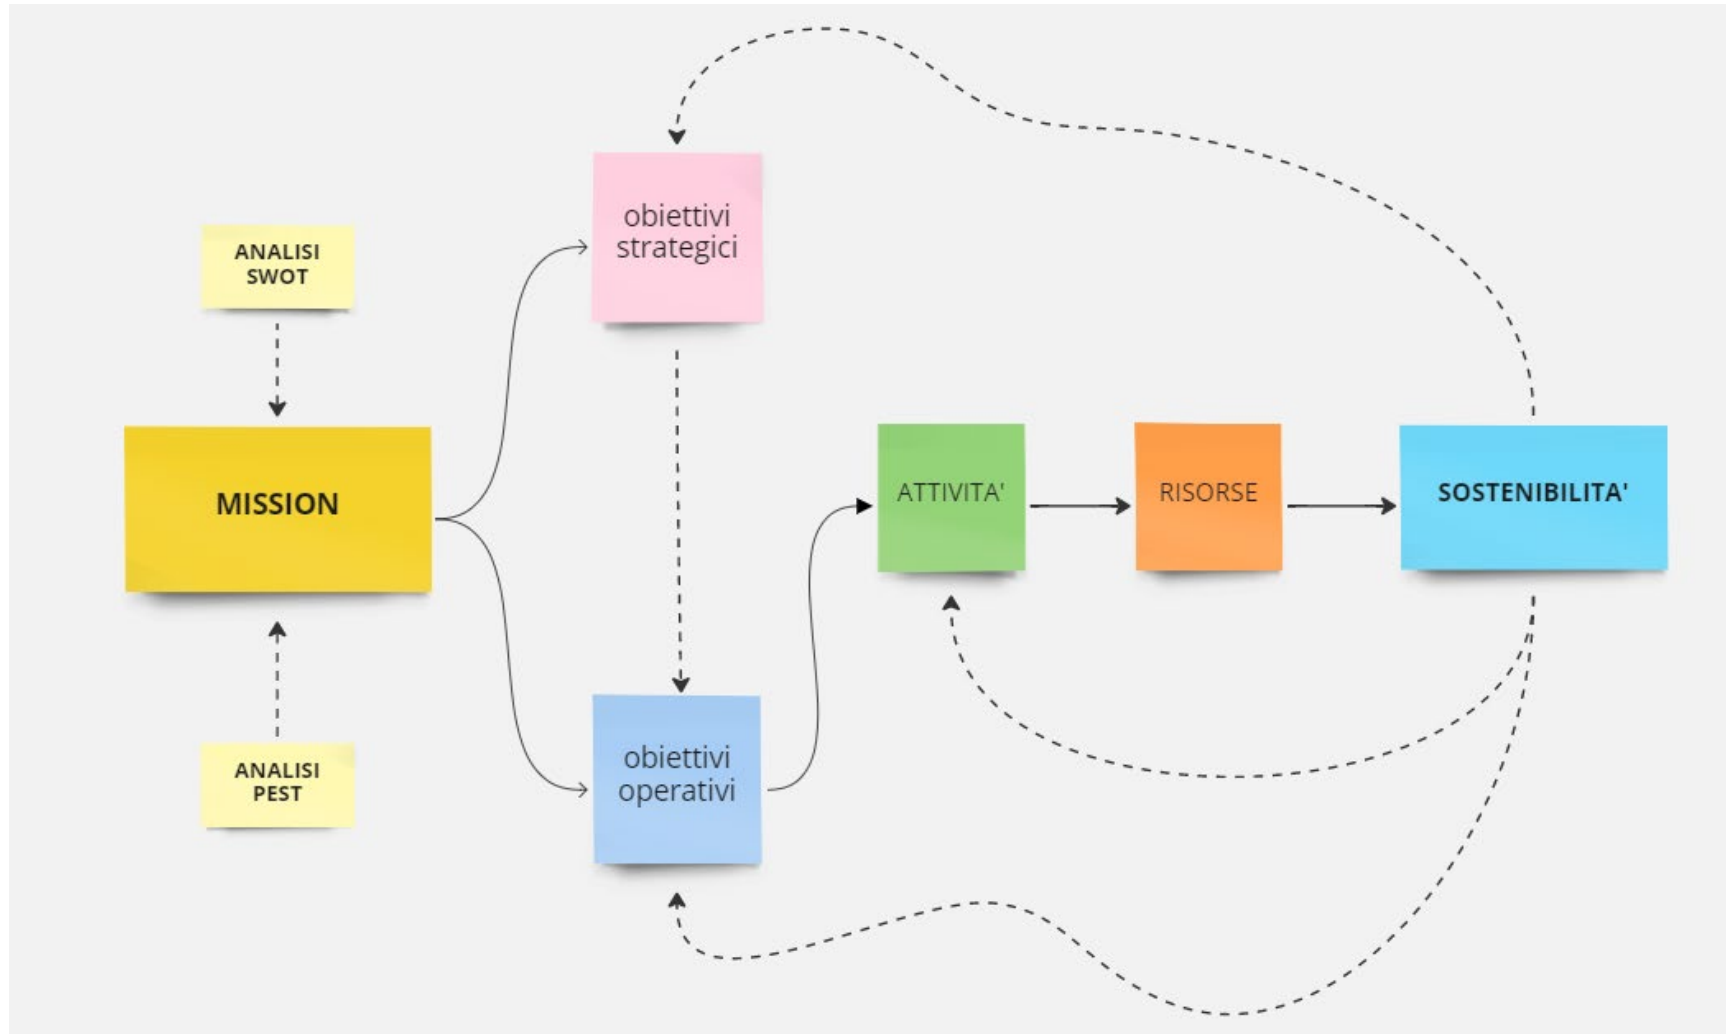 obiettivi
strategici
ANALISI
SWOT
MISSION
ATTIVITA'
RISORSE
SOSTENIBILITA'
obiettivi
operativi
ANALISI
PEST